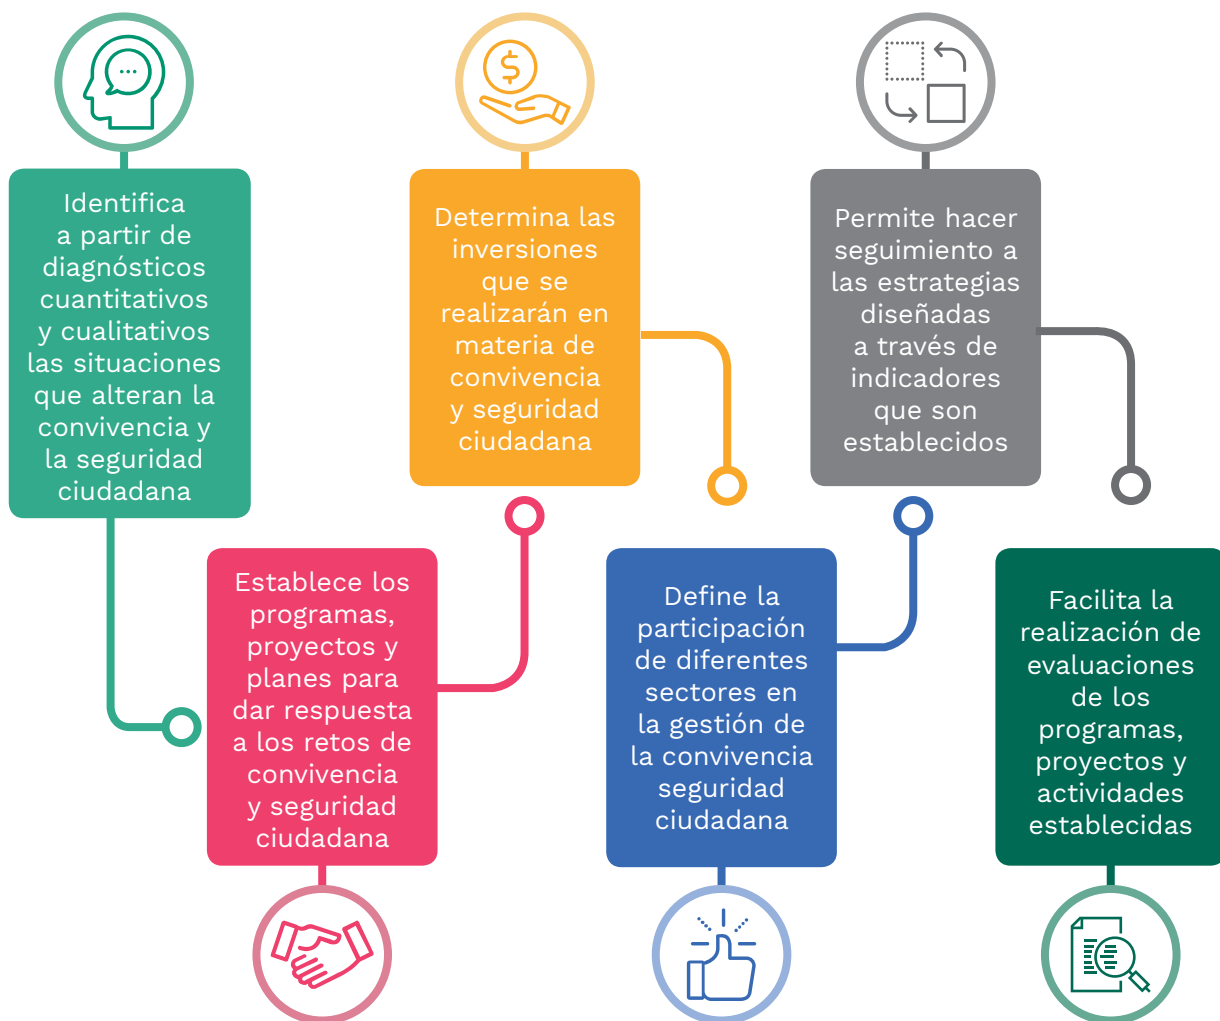 Identifica
a partir de
diagnósticos
cuantitativos
y cualitativos
las situaciones
que alteran la
convivencia y
la seguridad
ciudadana
Establece los
programas,
proyectos y
planes para
dar respuesta
a los retos de
convivencia
y seguridad
ciudadana
Determina las
inversiones
que se
realizarán en
materia de
convivencia
y seguridad
ciudadana
Define la
participación
de diferentes
sectores en
la gestión de
la convivencia
seguridad
ciudadana
Permite hacer
seguimiento a
las estrategias
diseñadas
a través de
indicadores
que son
establecidos
Facilita la
realización de
evaluaciones
de los
programas,
proyectos y
actividades
establecidas